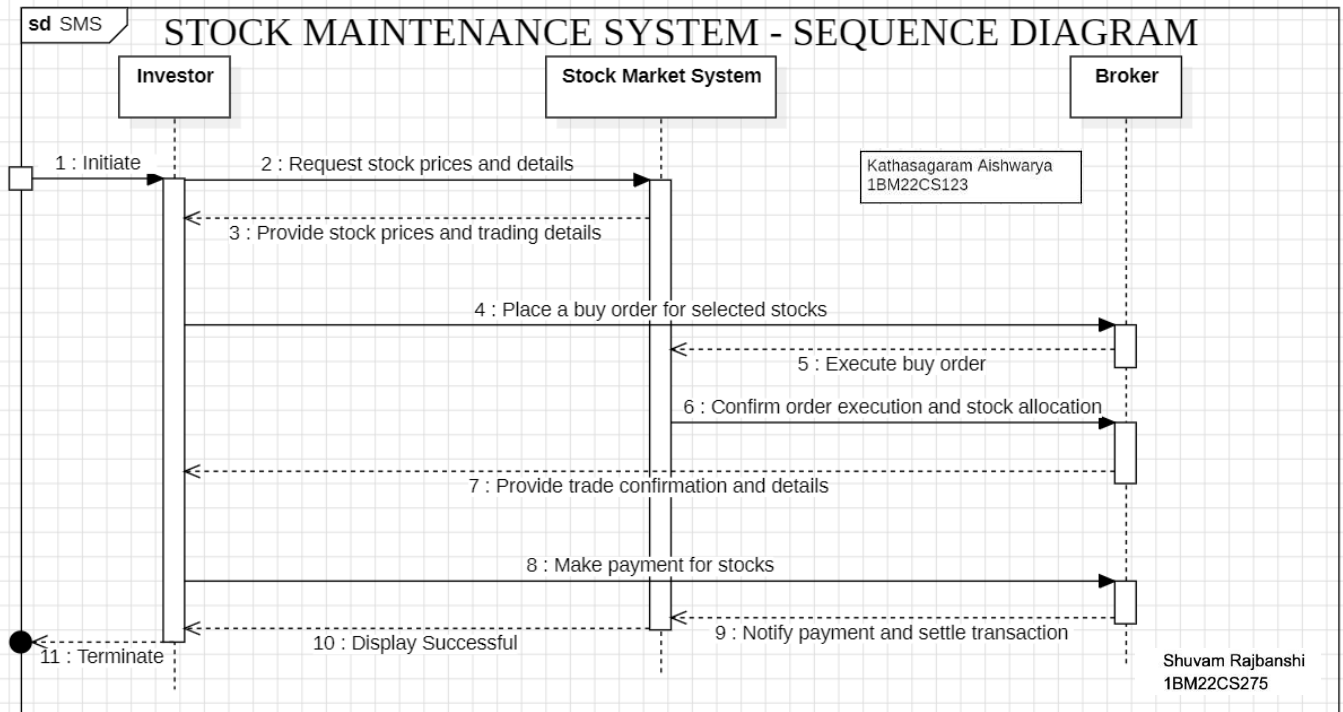 sd SMS
STOCK MAINTENANCE SYSTEM - SEQUENCE DIAGRAM
Investor
Stock Market System
Broker
1 : Initiate
2 : Request stock prices and details
Kathasagaram Aishwarya
1BM22CS123
3 : Provide stock prices and trading details
4 : Place a buy order for selected stocks
5 : Execute buy order
6 : Confirm order execution and stock allocation
7 : Provide trade confirmation and details
8 : Make payment for stocks
9 : Notify payment and settle transaction
10 : Display Successful
11 : Terminate
Shuvam Rajbanshi
1BM22CS275